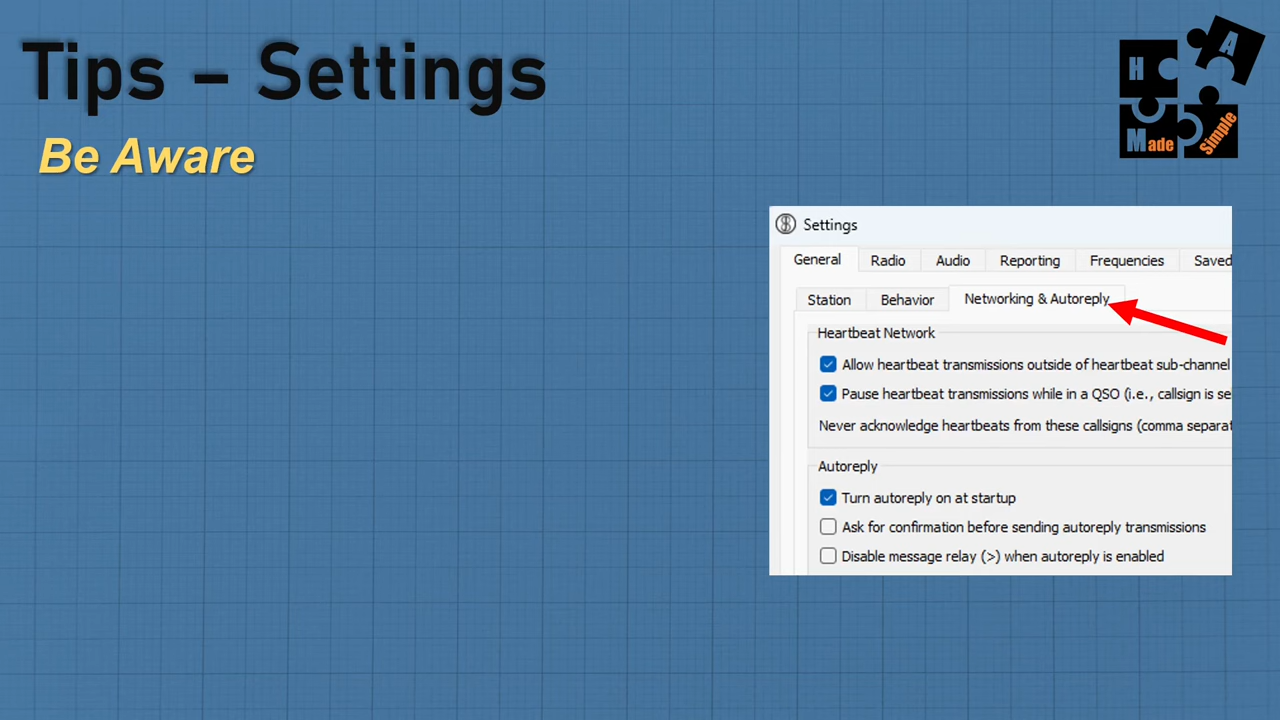 Tips – Settings
Be Aware
H A
Made Simple
Settings
General Radio Audio Reporting Frequencies Saved
Station Behavior Networking & Autoreply
Heartbeat Network
Allow heartbeat transmissions outside of heartbeat sub-channel
Pause heartbeat transmissions while in a QSO (i.e., callsign is se
Never acknowledge heartbeats from these callsigns (comma separat
Autoreply
Turn autoreply on at startup
Ask for confirmation before sending autoreply transmissions
Disable message relay (>) when autoreply is enabled